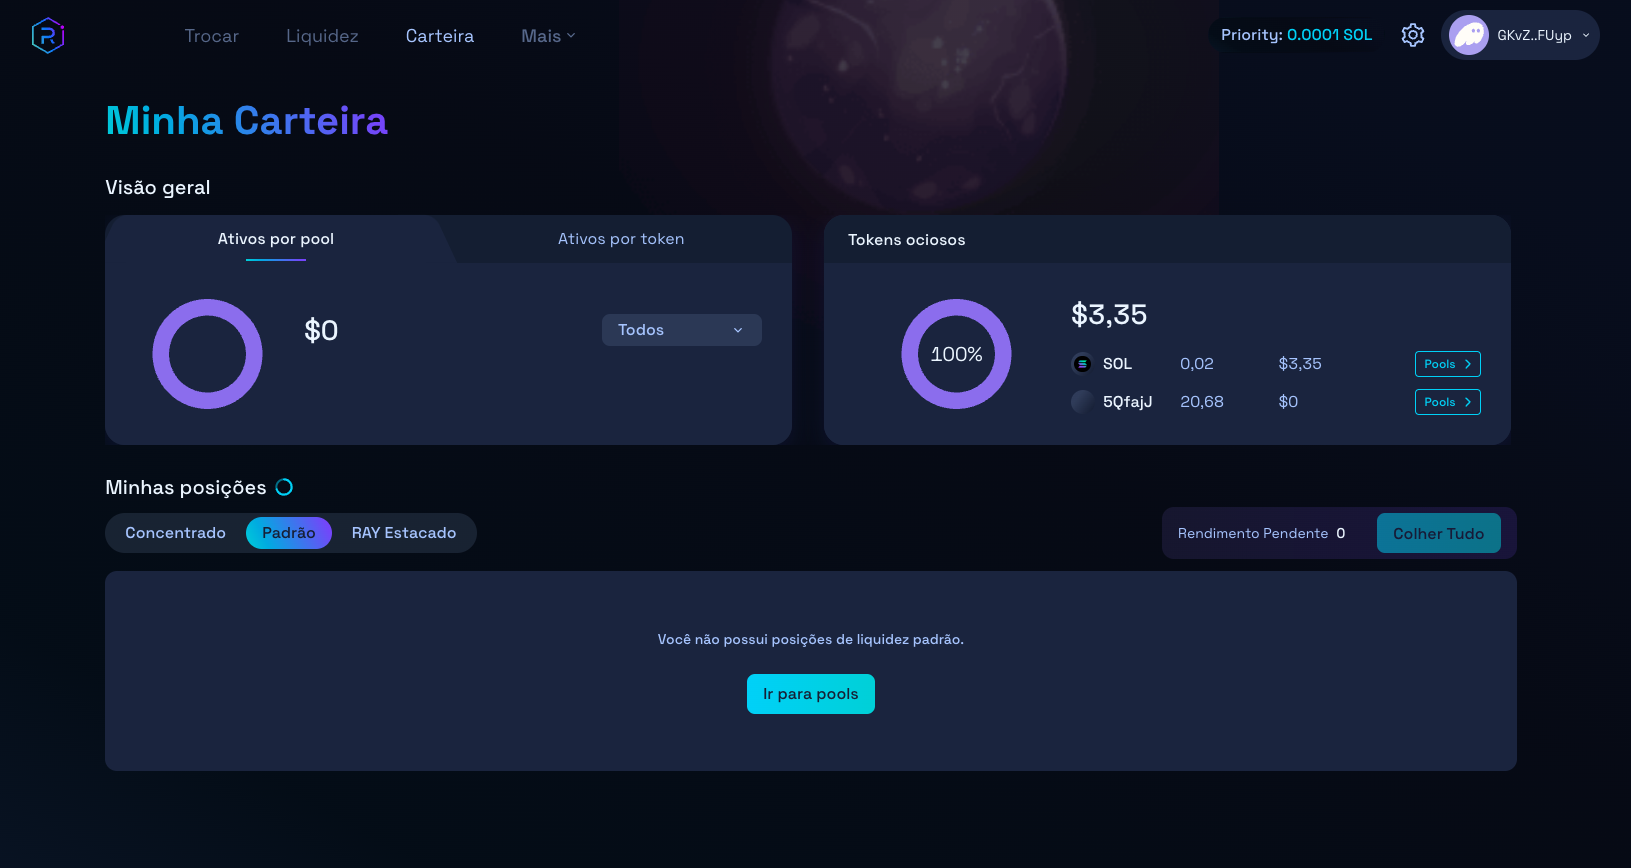 Trocar
Liquidez
Carteira
Mais
Priority: 0.0001 SOL
GKvZ..FUyp
Minha Carteira
Visão geral
Ativos por pool
Ativos por token
$0
Todos
Tokens ociosos
100%
$3,35
SOL 0,02 $3,35 Pools
5QfajJ 20,68 $0 Pools
Minhas posições
Concentrado
Padrão
RAY Estacado
Rendimento Pendente 0
Colher Tudo
Você não possui posições de liquidez padrão.
Ir para pools